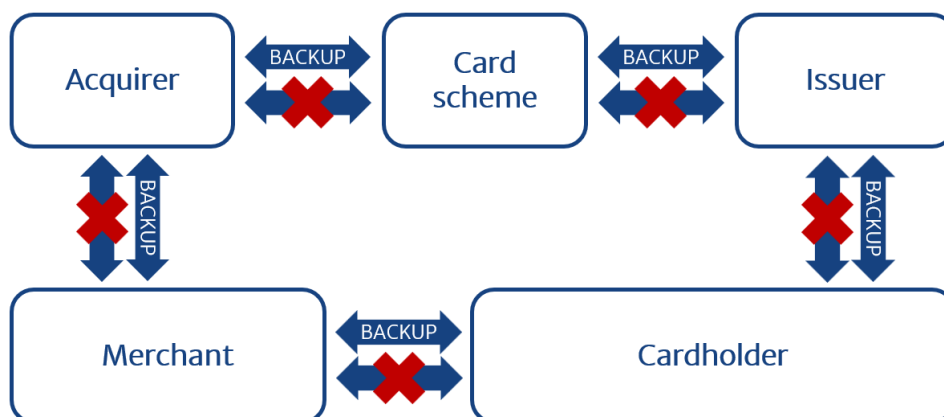 Acquirer
BACKUP
Card
scheme
BACKUP
Issuer
BACKUP
BACKUP
Merchant
BACKUP
Cardholder